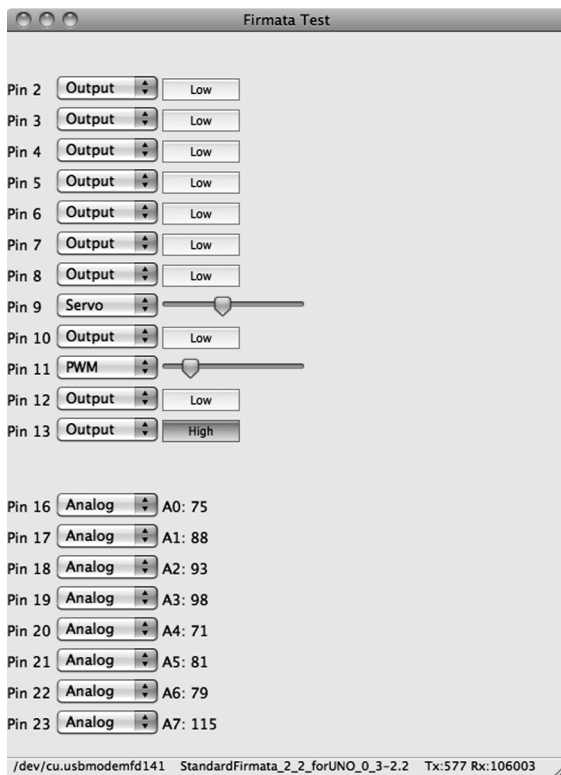 Firmata Test
Pin 2 Output Low
Pin 3 Output Low
Pin 4 Output Low
Pin 5 Output Low
Pin 6 Output Low
Pin 7 Output Low
Pin 8 Output Low
Pin 9 Servo
Pin 10 Output Low
Pin 11 PWM
Pin 12 Output Low
Pin 13 Output High
Pin 16 Analog A0: 75
Pin 17 Analog A1: 88
Pin 18 Analog A2: 93
Pin 19 Analog A3: 98
Pin 20 Analog A4: 71
Pin 21 Analog A5: 81
Pin 22 Analog A6: 79
Pin 23 Analog A7: 115
/dev/cu.usbmodemfd141 StandardFirmata_2_2_forUNO_0_3-2.2 Tx:577 Rx:106003